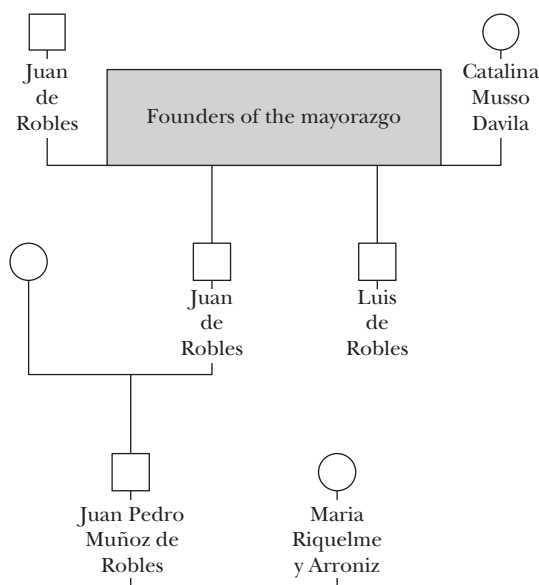 Juan
de
Robles
Founders of the mayorazgo
Catalina
Musso
Davila
Juan
de
Robles
Luis
de
Robles
Juan Pedro
Muñoz de
Robles
Maria
Riquelme
y Arroniz